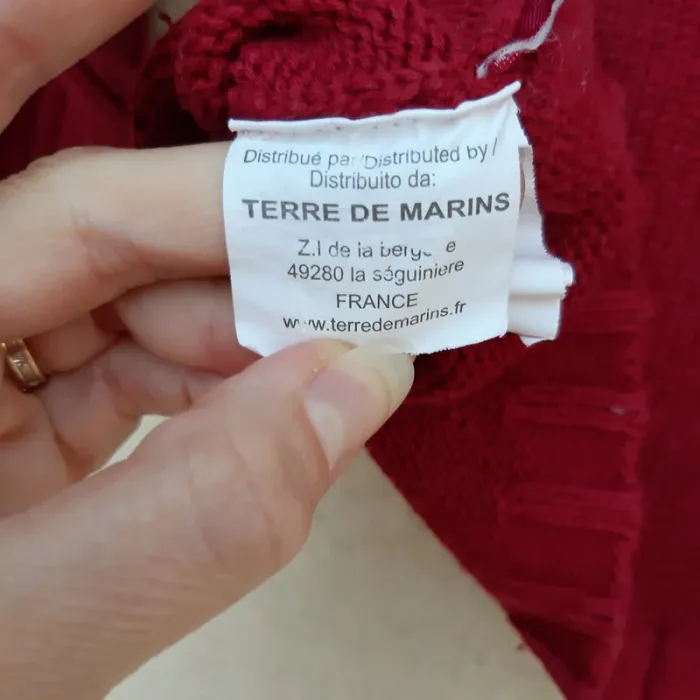 Distribué par/Distributed by/
Distribuito da:
TERRE DE MARINS
Z.I de la
49280 la séguiniere
FRANCE
www.terredemarins.fr